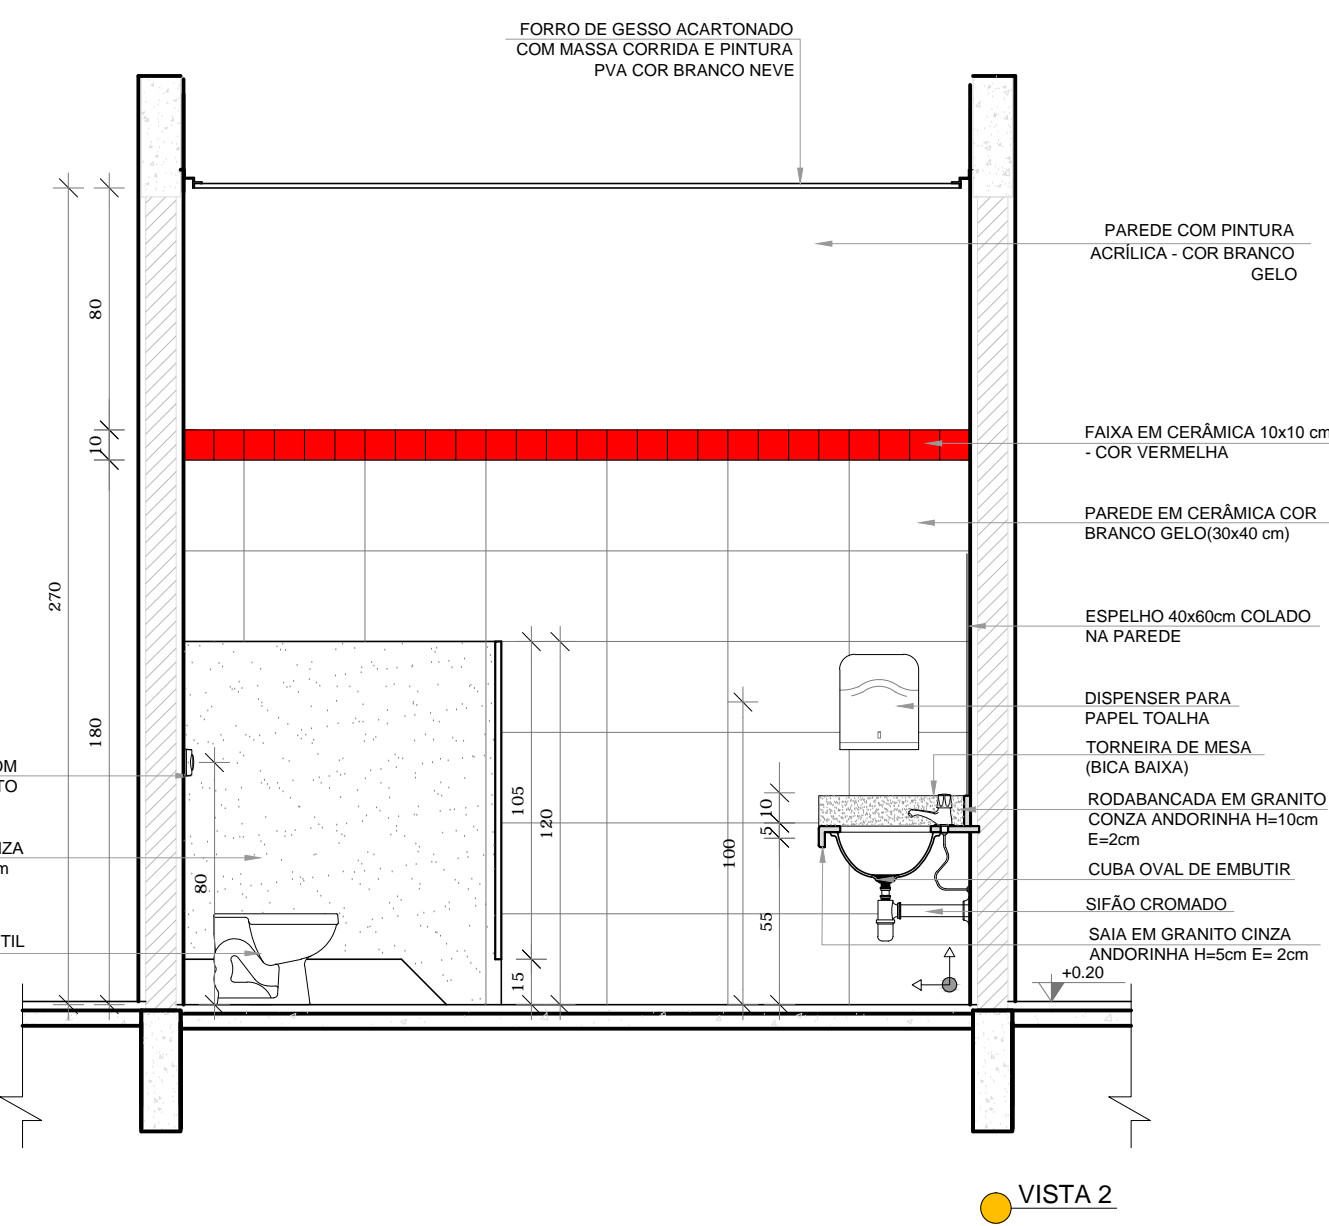 FORRO DE GESSO ACARTONADO
COM MASSA CORRIDA E PINTURA
PVA COR BRANCO NEVE
PAREDE COM PINTURA
ACRÍLICA - COR BRANCO
GELO
FAIXA EM CERÂMICA 10x10 cm
- COR VERMELHA
PAREDE EM CERÂMICA COR
BRANCO GELO(30x40 cm)
ESPELHO 40x60cm COLADO
NA PAREDE
DISPENSER PARA
PAPEL TOALHA
TORNEIRA DE MESA
(BICA BAIXA)
RODABANCADA EM GRANITO
CONZA ANDORINHA H=10cm
E=2cm
CUBA OVAL DE EMBUTIR
SIFÃO CROMADO
SAIA EM GRANITO CINZA
ANDORINHA H=5cm E= 2cm
+0.20
80
10
270
180
OM
TO
NZA
m
TIL
80
105
120
15
100
10
5
55
VISTA 2